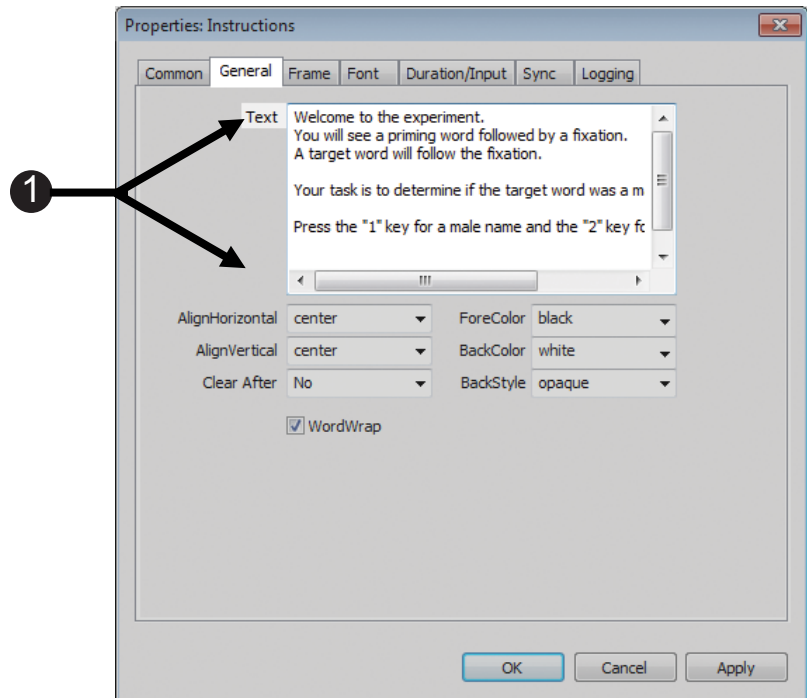 Properties: Instructions
Common General Frame Font Duration/Input Sync Logging
1
Text
Welcome to the experiment.
You will see a priming word followed by a fixation.
A target word will follow the fixation.
Your task is to determine if the target word was a m
Press the "1" key for a male name and the "2" key fo
AlignHorizontal center ForeColor black
AlignVertical center BackColor white
Clear After No BackStyle opaque
WordWrap
OK Cancel Apply